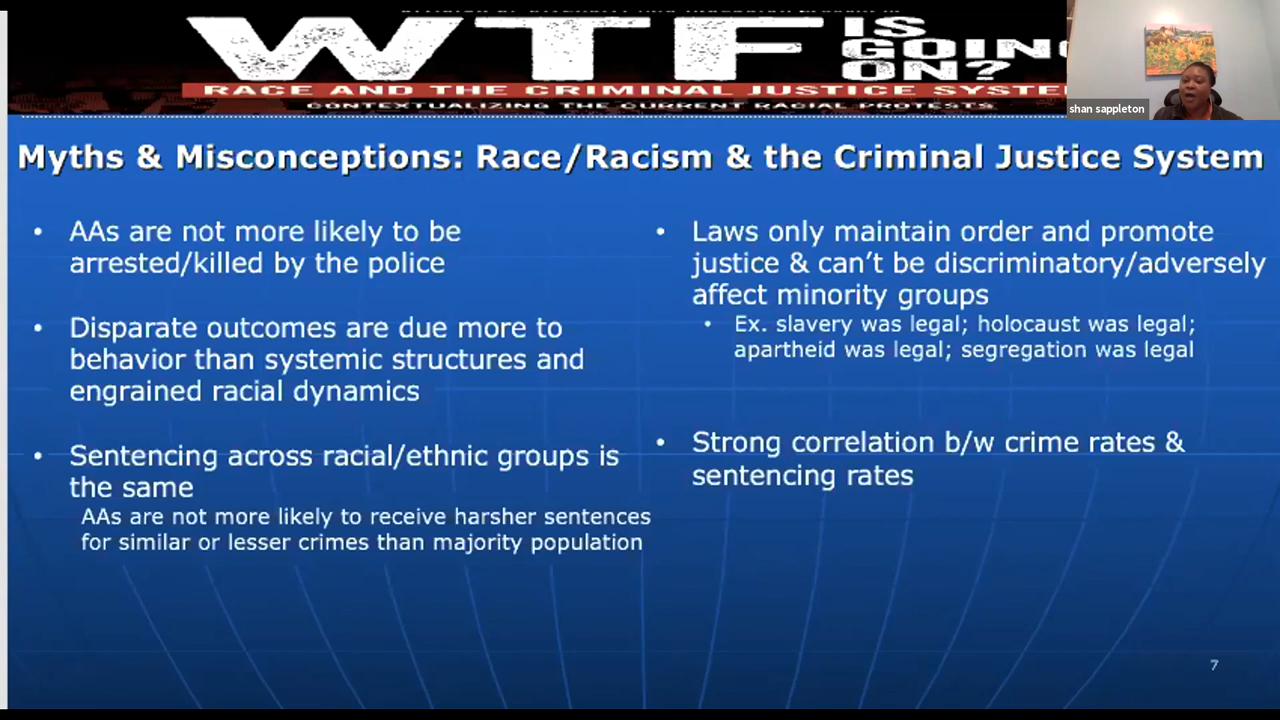 WTF IS
GOING
ON?
RACE AND THE CRIMINAL JUSTICE SYSTE
CONTEXTUALIZING THE CURRENT RACIAL PROTESTS
shan sappleton
Myths & Misconceptions: Race/Racism & the Criminal Justice System
• AAs are not more likely to be
arrested/killed by the police
• Disparate outcomes are due more to
behavior than systemic structures and
engrained racial dynamics
• Sentencing across racial/ethnic groups is
the same
AAs are not more likely to receive harsher sentences
for similar or lesser crimes than majority population
• Laws only maintain order and promote
justice & can't be discriminatory/adversely
affect minority groups
• Ex. slavery was legal; holocaust was legal;
apartheid was legal; segregation was legal
• Strong correlation b/w crime rates &
sentencing rates
7